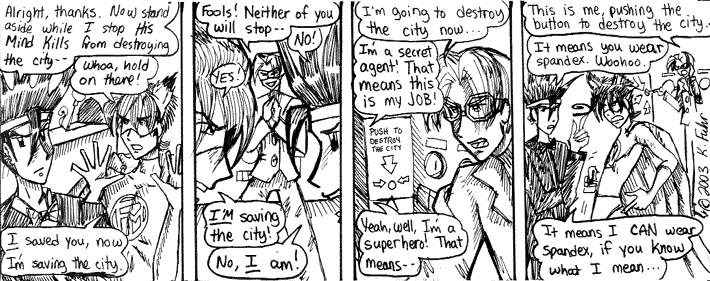 Alright, thanks. Now stand
aside while I stop His
Mind Kills from destroying
the city--
Whoa, hold
on there!
I saved you, now
I'm saving the city.
Fools! Neither of you
will stop--
NO!
YES!
I'M saving
the city!
No, I am!
I'm going to destroy
the city now...
I'm a secret
agent! That
means this
is my JOB!
PUSH TO
DESTROY
THE CITY
Yeah, well, I'm a
superhero! That
means--
This is me, pushing the
button to destroy the city...
It means you wear
spandex. Woohoo.
It means I CAN wear
spandex, if you know
what I mean...
© 2003 K. Fuhr